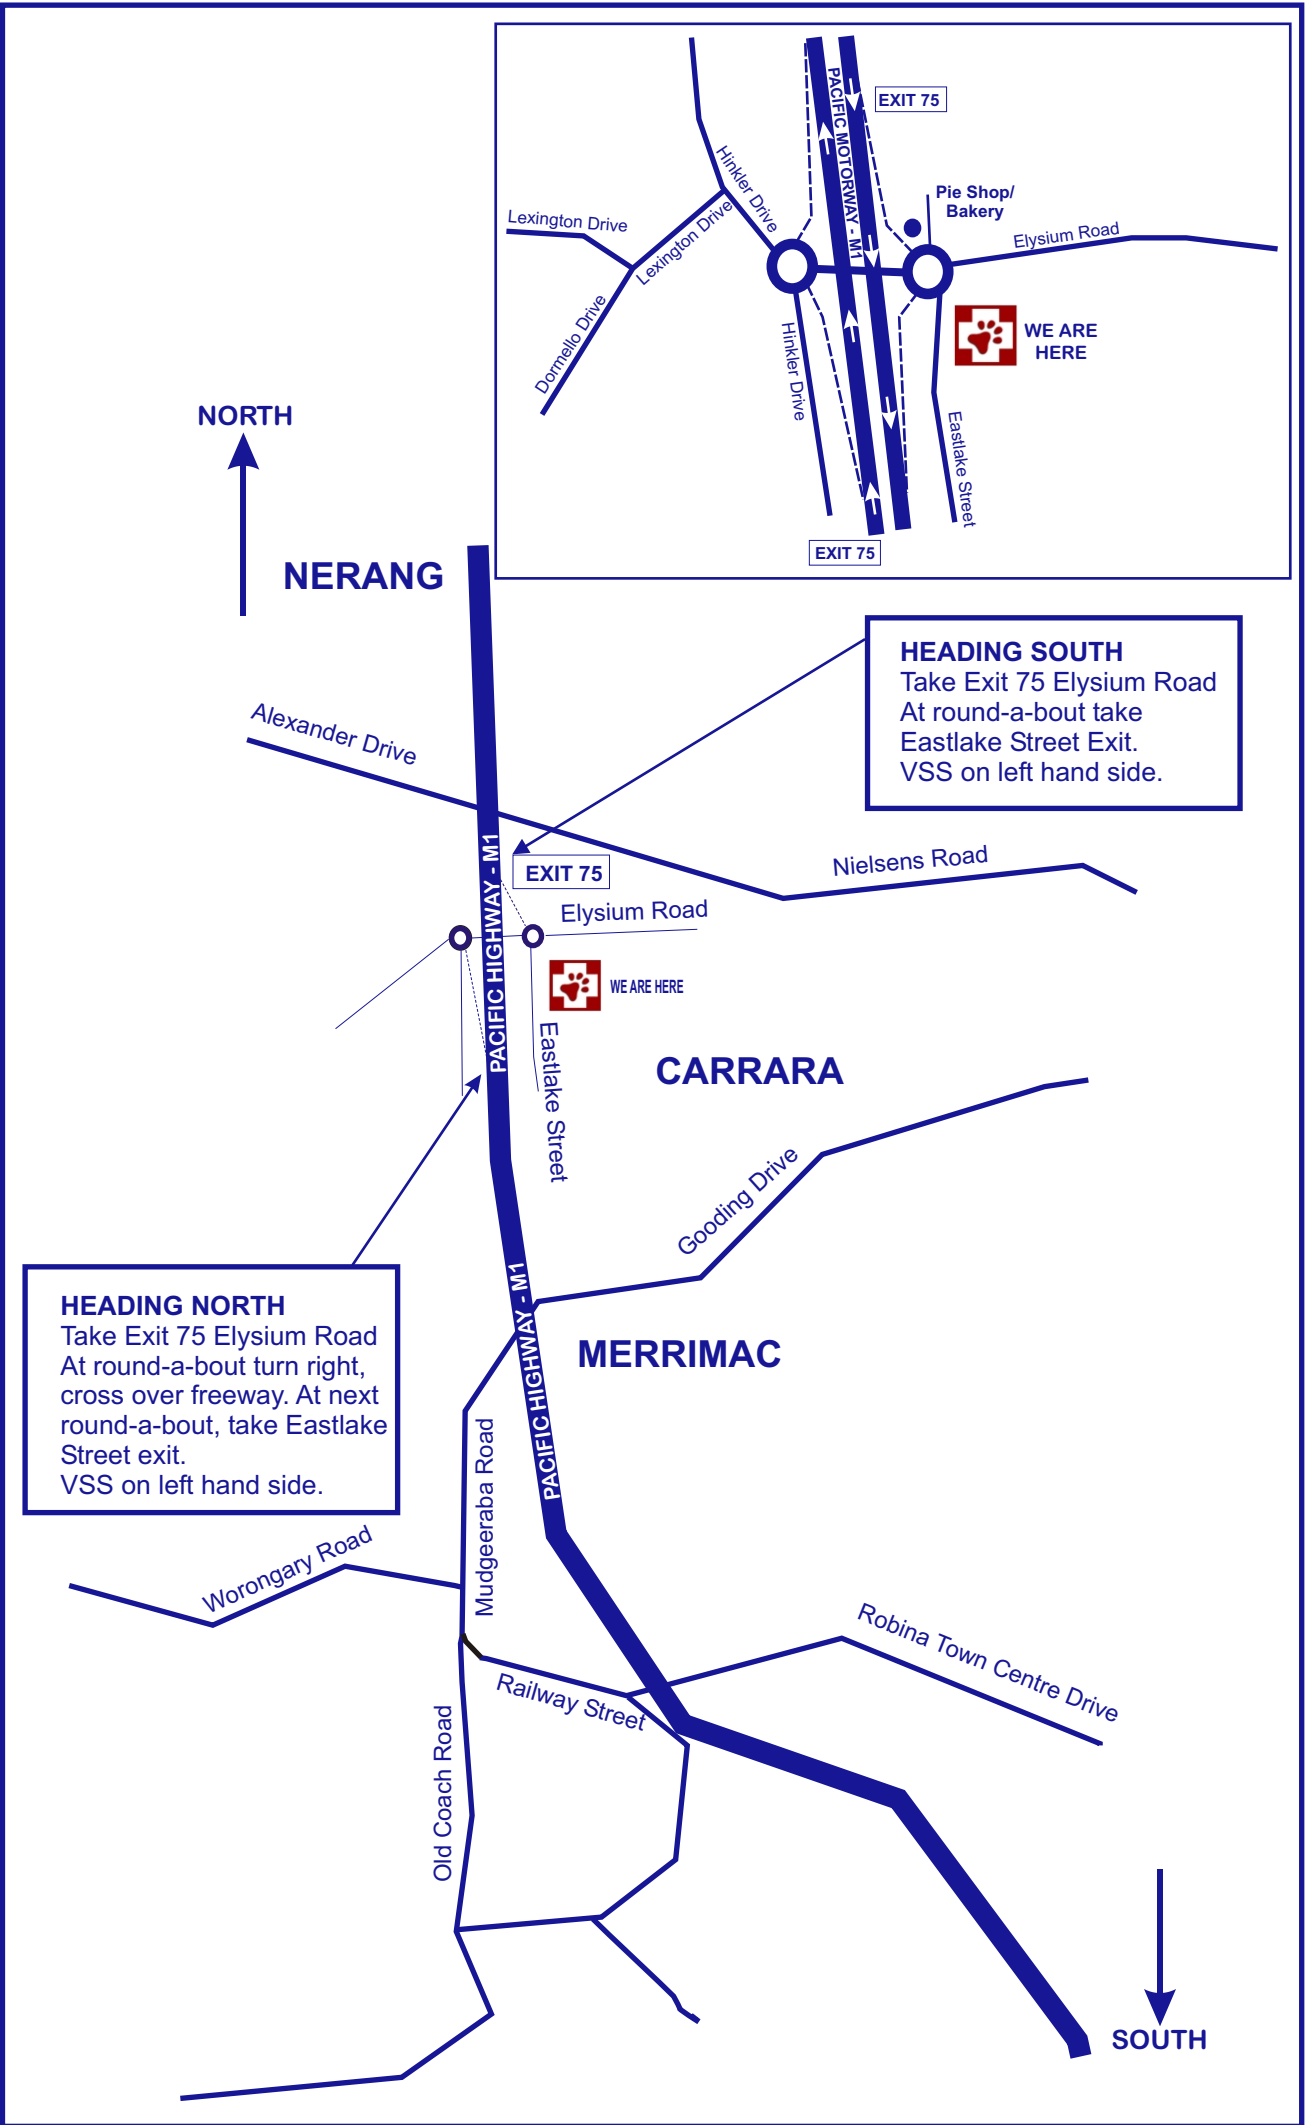 EXIT 75
PACIFIC MOTORWAY - M1
Hinkler Drive
Pie Shop/
Bakery
Lexington Drive
Lexington Drive
Elysium Road
Dormello Drive
Hinkler Drive
WE ARE
HERE
Eastlake Street
EXIT 75
NORTH
NERANG
HEADING SOUTH
Take Exit 75 Elysium Road
At round-a-bout take
Eastlake Street Exit.
VSS on left hand side.
Alexander Drive
Nielsens Road
PACIFIC HIGHWAY - M1
EXIT 75
Elysium Road
WE ARE HERE
Eastlake Street
CARRARA
Gooding Drive
HEADING NORTH
Take Exit 75 Elysium Road
At round-a-bout turn right,
cross over freeway. At next
round-a-bout, take Eastlake
Street exit.
VSS on left hand side.
PACIFIC HIGHWAY - M1
MERRIMAC
Mudgeeraba Road
Worongary Road
Robina Town Centre Drive
Railway Street
Old Coach Road
SOUTH